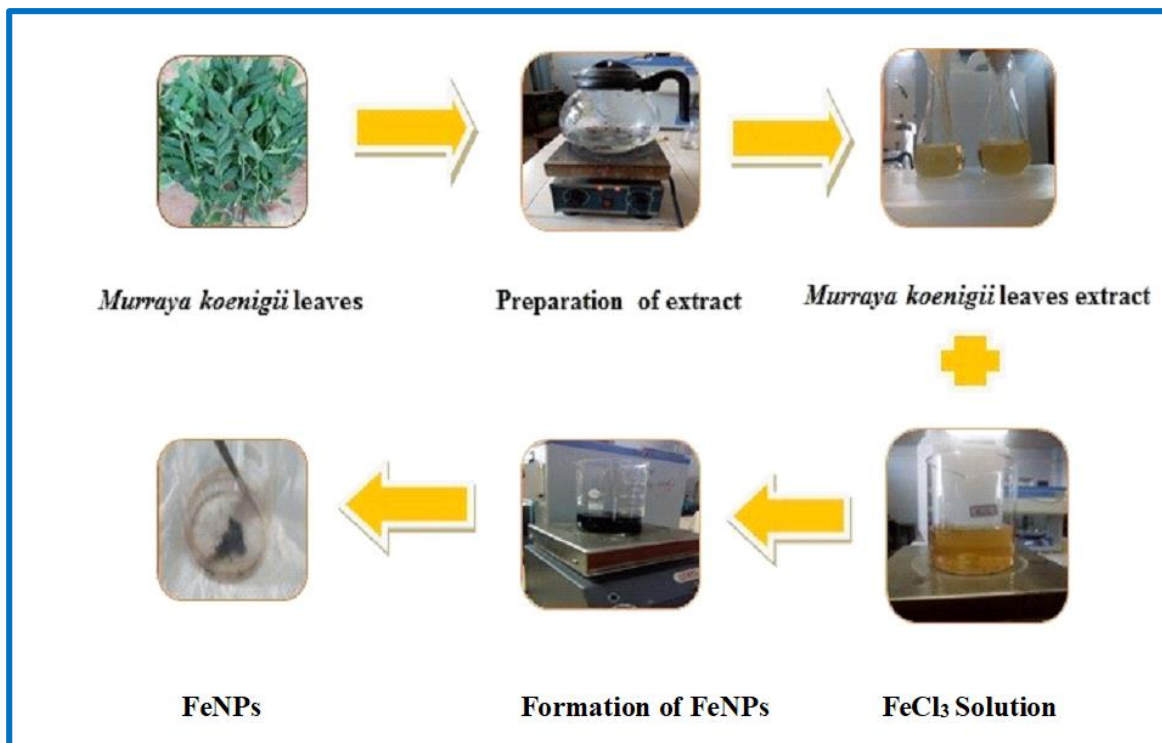 Murraya koenigii leaves
Preparation of extract
Murraya koenigii leaves extract
FeNPs
Formation of FeNPs
FeCl₃ Solution